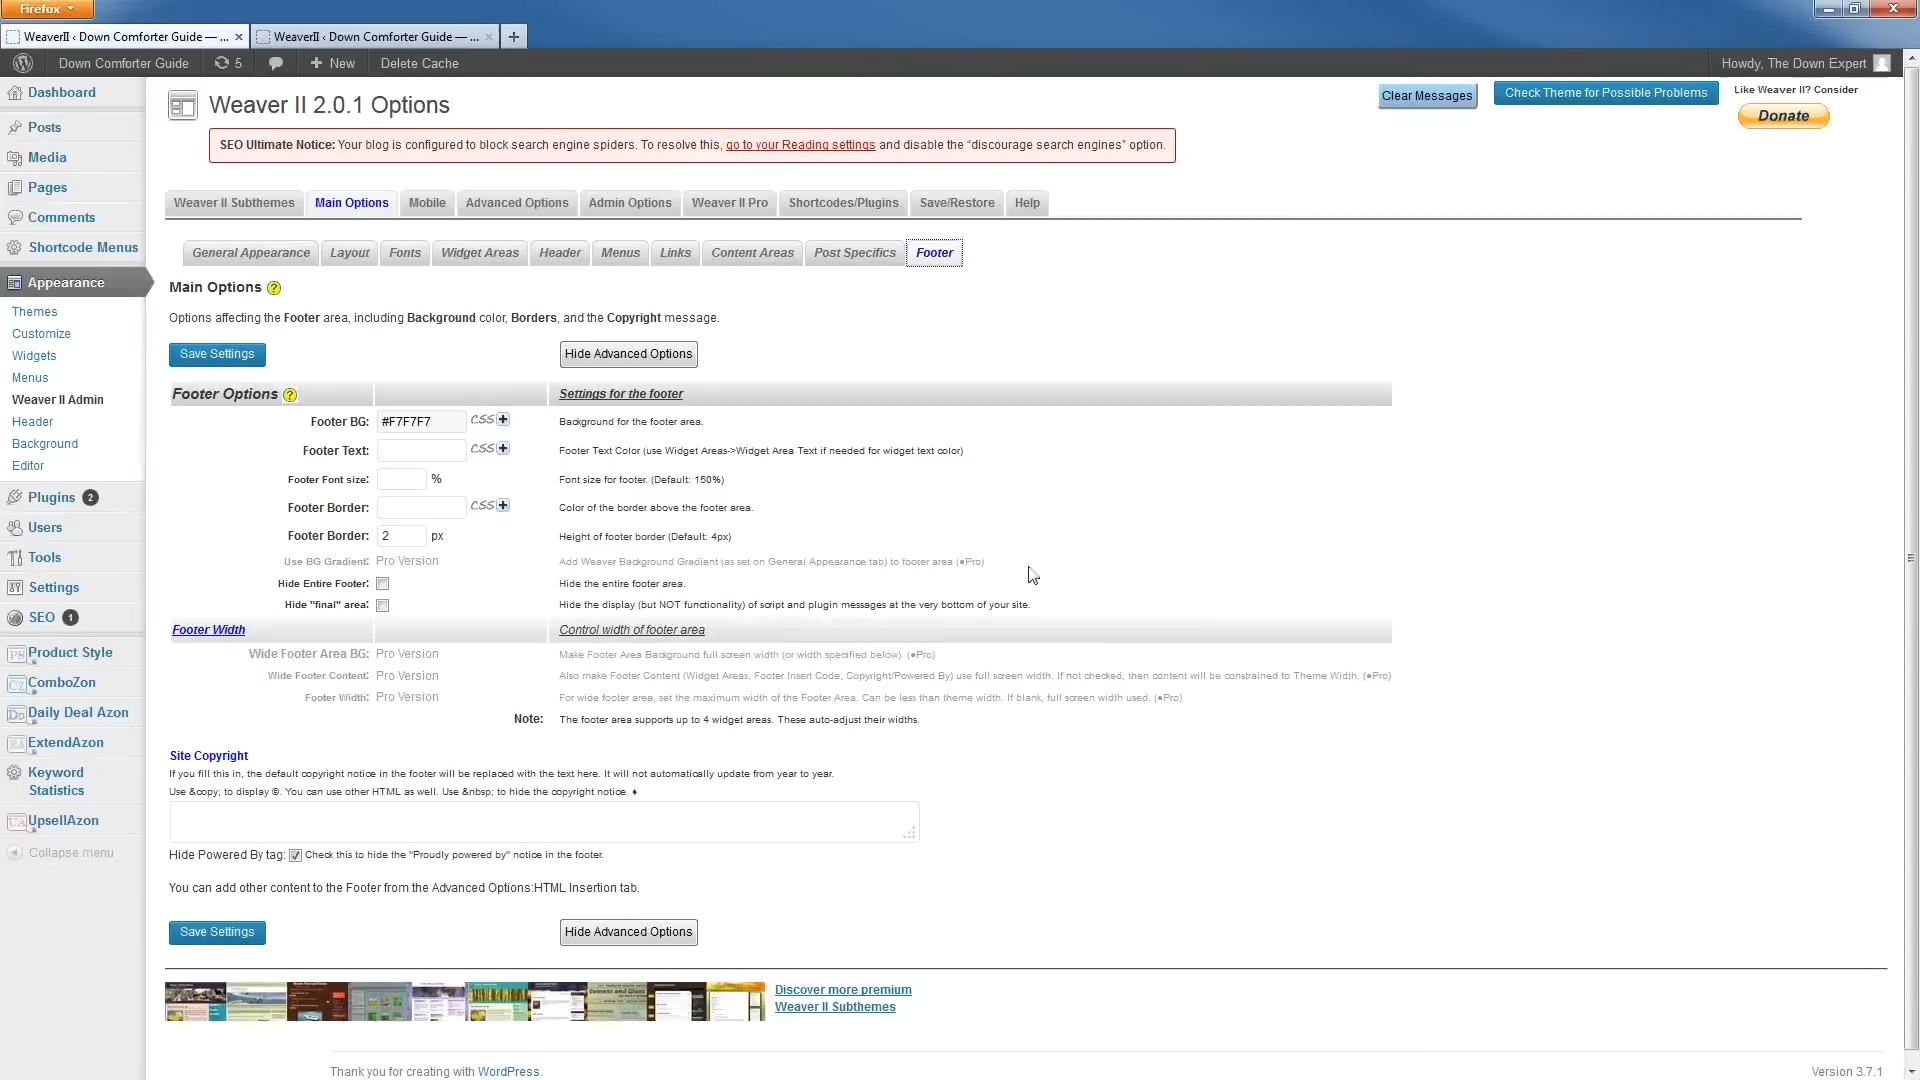 Firefox
WeaverII ‹ Down Comforter Guide — ...
WeaverII ‹ Down Comforter Guide — ...
Down Comforter Guide
5
New
Delete Cache
Howdy, The Down Expert
Dashboard
Posts
Media
Pages
Comments
Shortcode Menus
Appearance
Themes
Customize
Widgets
Menus
Weaver II Admin
Header
Background
Editor
Plugins 2
Users
Tools
Settings
SEO 1
Product Style
ComboZon
Daily Deal Azon
ExtendAzon
Keyword
Statistics
UpsellAzon
Collapse menu
Weaver II 2.0.1 Options
Clear Messages
Check Theme for Possible Problems
Like Weaver II? Consider
Donate
SEO Ultimate Notice: Your blog is configured to block search engine spiders. To resolve this, go to your Reading settings and disable the “discourage search engines” option.
Weaver II Subthemes
Main Options
Mobile
Advanced Options
Admin Options
Weaver II Pro
Shortcodes/Plugins
Save/Restore
Help
General Appearance
Layout
Fonts
Widget Areas
Header
Menus
Links
Content Areas
Post Specifics
Footer
Main Options ?
Options affecting the Footer area, including Background color, Borders, and the Copyright message.
Save Settings
Hide Advanced Options
Footer Options ?
Settings for the footer
Footer BG: #F7F7F7 CSS+ Background for the footer area.
Footer Text: CSS+ Footer Text Color (use Widget Areas->Widget Area Text if needed for widget text color)
Footer Font size: % Font size for footer. (Default: 150%)
Footer Border: CSS+ Color of the border above the footer area.
Footer Border: 2 px Height of footer border (Default: 4px)
Use BG Gradient: Pro Version Add Weaver Background Gradient (as set on General Appearance tab) to footer area (●Pro)
Hide Entire Footer: Hide the entire footer area.
Hide "final" area: Hide the display (but NOT functionality) of script and plugin messages at the very bottom of your site.
Footer Width
Control width of footer area
Wide Footer Area BG: Pro Version Make Footer Area Background full screen width (or width specified below). (●Pro)
Wide Footer Content: Pro Version Also make Footer Content (Widget Areas, Footer Insert Code, Copyright/Powered By) use full screen width. If not checked, then content will be constrained to Theme Width. (●Pro)
Footer Width: Pro Version For wide footer area, set the maximum width of the Footer Area. Can be less than theme width. If blank, full screen width used. (●Pro)
Note: The footer area supports up to 4 widget areas. These auto-adjust their widths.
Site Copyright
If you fill this in, the default copyright notice in the footer will be replaced with the text here. It will not automatically update from year to year.
Use &copy; to display ©. You can use other HTML as well. Use &nbsp; to hide the copyright notice. ♦
Hide Powered By tag: Check this to hide the "Proudly powered by" notice in the footer.
You can add other content to the Footer from the Advanced Options:HTML Insertion tab.
Save Settings
Hide Advanced Options
Discover more premium
Weaver II Subthemes
Thank you for creating with WordPress.
Version 3.7.1